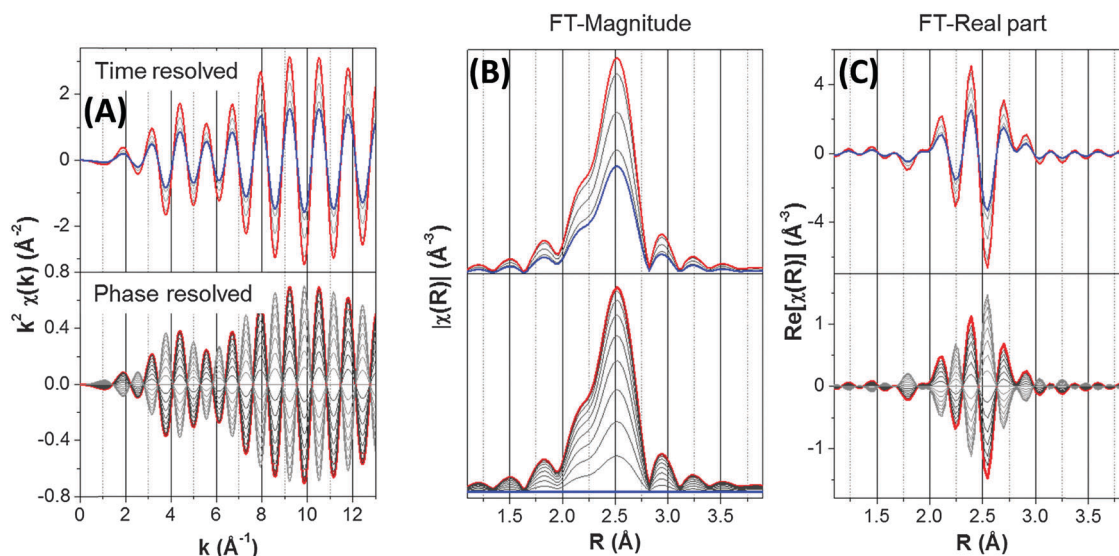 FT-Magnitude
FT-Real part
Time resolved
(A)
(B)
(C)
2
0
-2
4
0
-4
0.8
Phase resolved
0.4
0.0
-0.4
-0.8
1
0
-1
k² χ(k) (Å⁻²)
|χ(R)| (Å⁻³)
Re[χ(R)] (Å⁻³)
0 2 4 6 8 10 12
1.5 2.0 2.5 3.0 3.5
1.5 2.0 2.5 3.0 3.5
k (Å⁻¹)
R (Å)
R (Å)